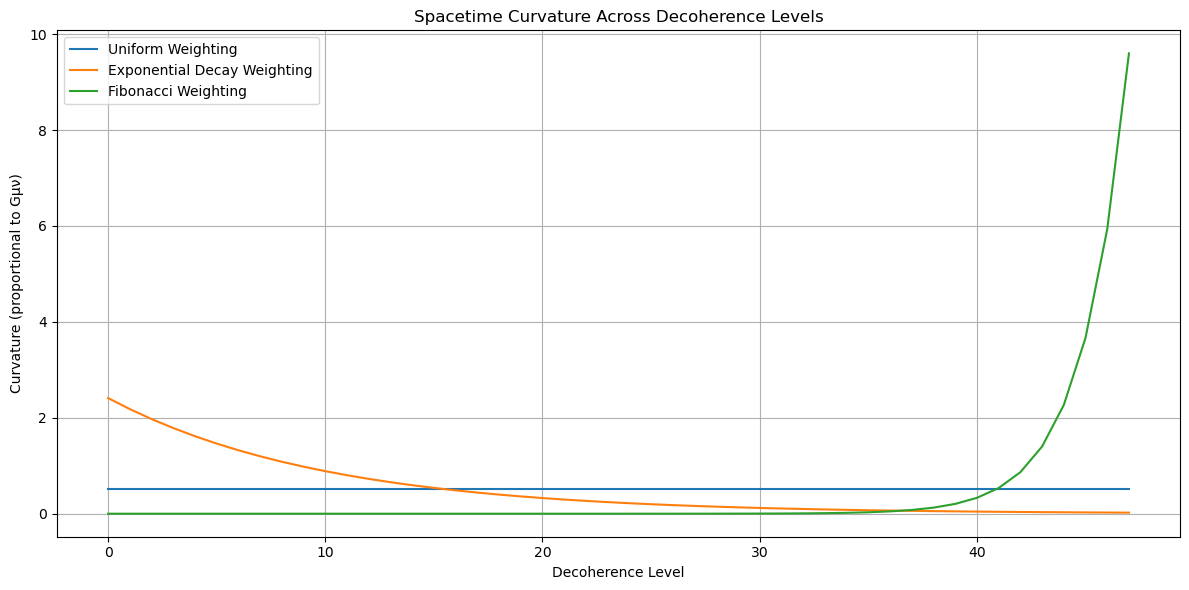 Spacetime Curvature Across Decoherence Levels
Uniform Weighting
Exponential Decay Weighting
Fibonacci Weighting
Curvature (proportional to Gμν)
10
8
6
4
2
0
0 10 20 30 40
Decoherence Level